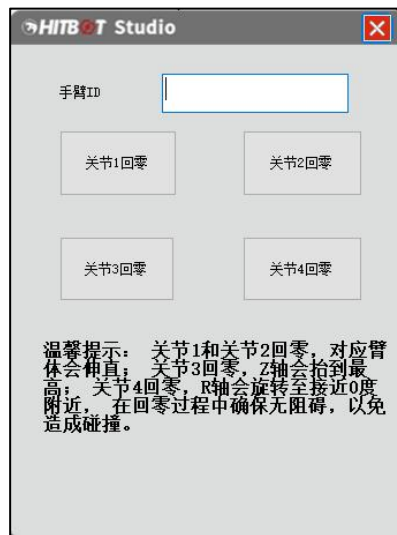 HITBOT Studio
手臂ID
关节1回零 关节2回零
关节3回零 关节4回零
温馨提示： 关节1和关节2回零，对应臂
体会伸直； 关节3回零，Z轴会抬到最
高； 关节4回零，R轴会旋转至接近0度
附近， 在回零过程中确保无阻碍，以免
造成碰撞。